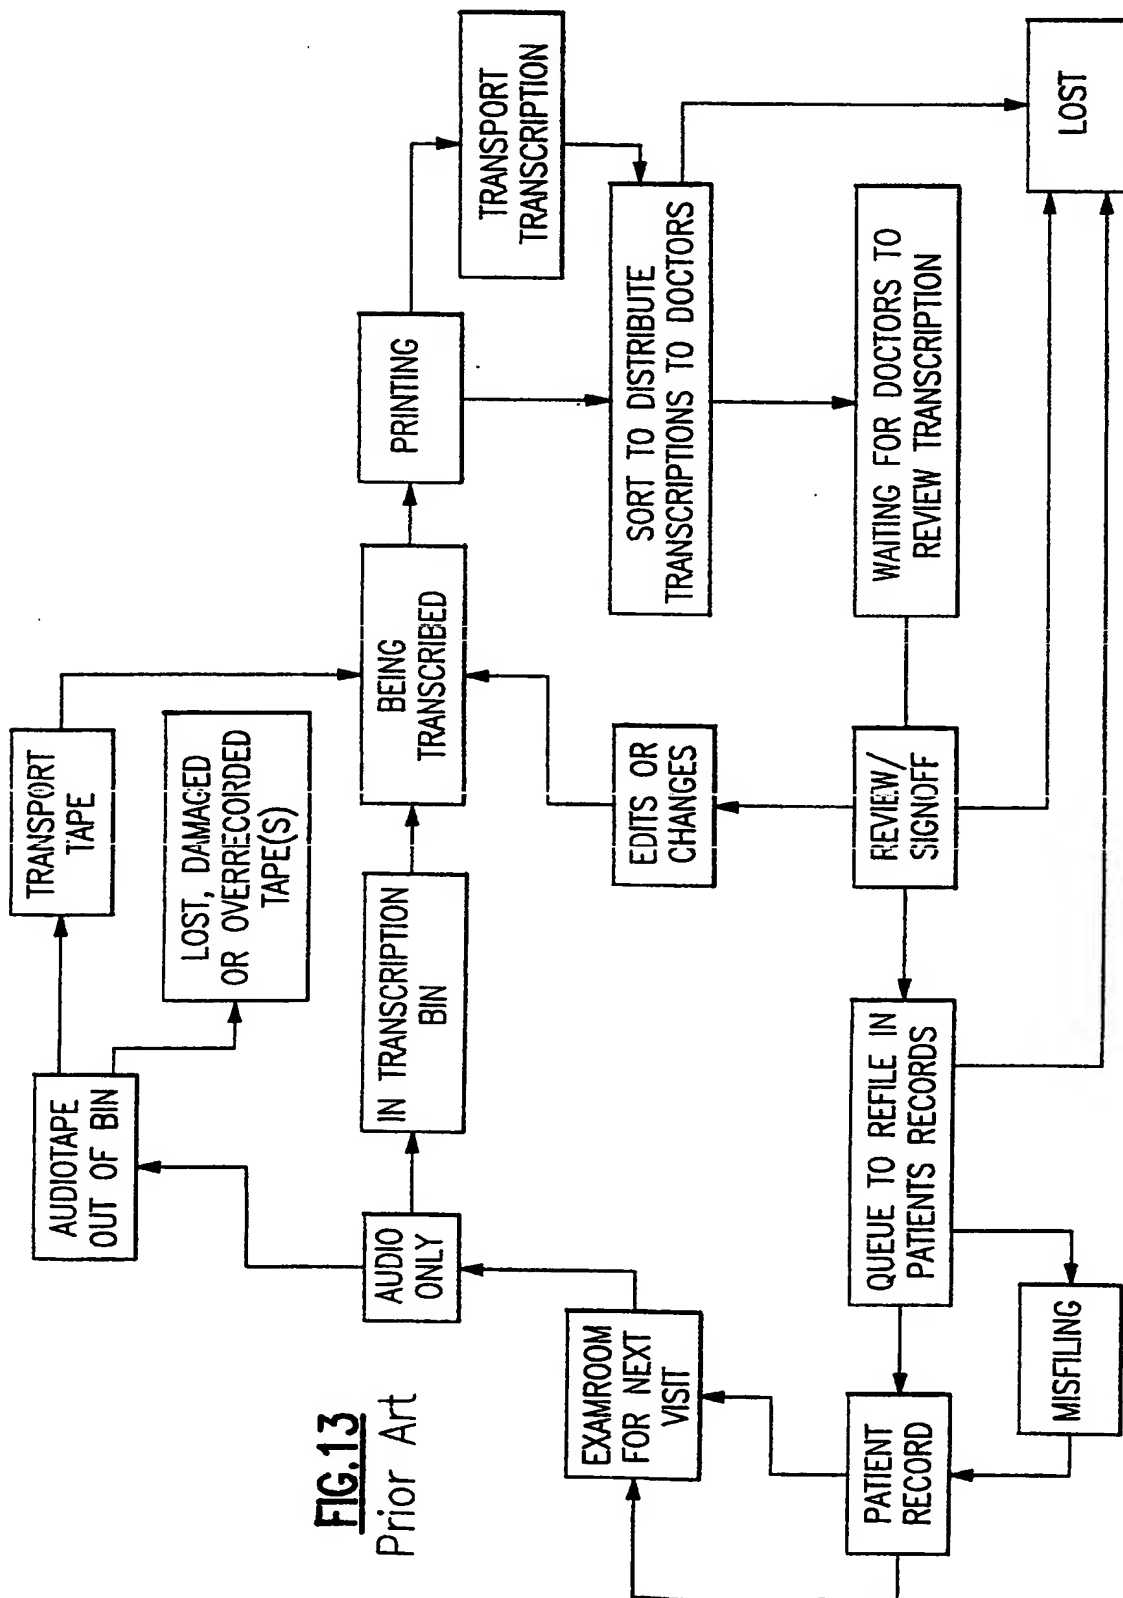 FIG.13
Prior Art
AUDIOTAPE
OUT OF BIN
TRANSPORT
TAPE
LOST, DAMAGED
OR OVERRECORDED
TAPE(S)
AUDIO
ONLY
IN TRANSCRIPTION
BIN
BEING
TRANSCRIBED
PRINTING
TRANSPORT
TRANSCRIPTION
EXAMROOM
FOR NEXT
VISIT
EDITS OR
CHANGES
SORT TO DISTRIBUTE
TRANSCRIPTIONS TO DOCTORS
PATIENT
RECORD
QUEUE TO REFILE IN
PATIENTS RECORDS
REVIEW/
SIGNOFF
WAITING FOR DOCTORS TO
REVIEW TRANSCRIPTION
MISFILING
LOST